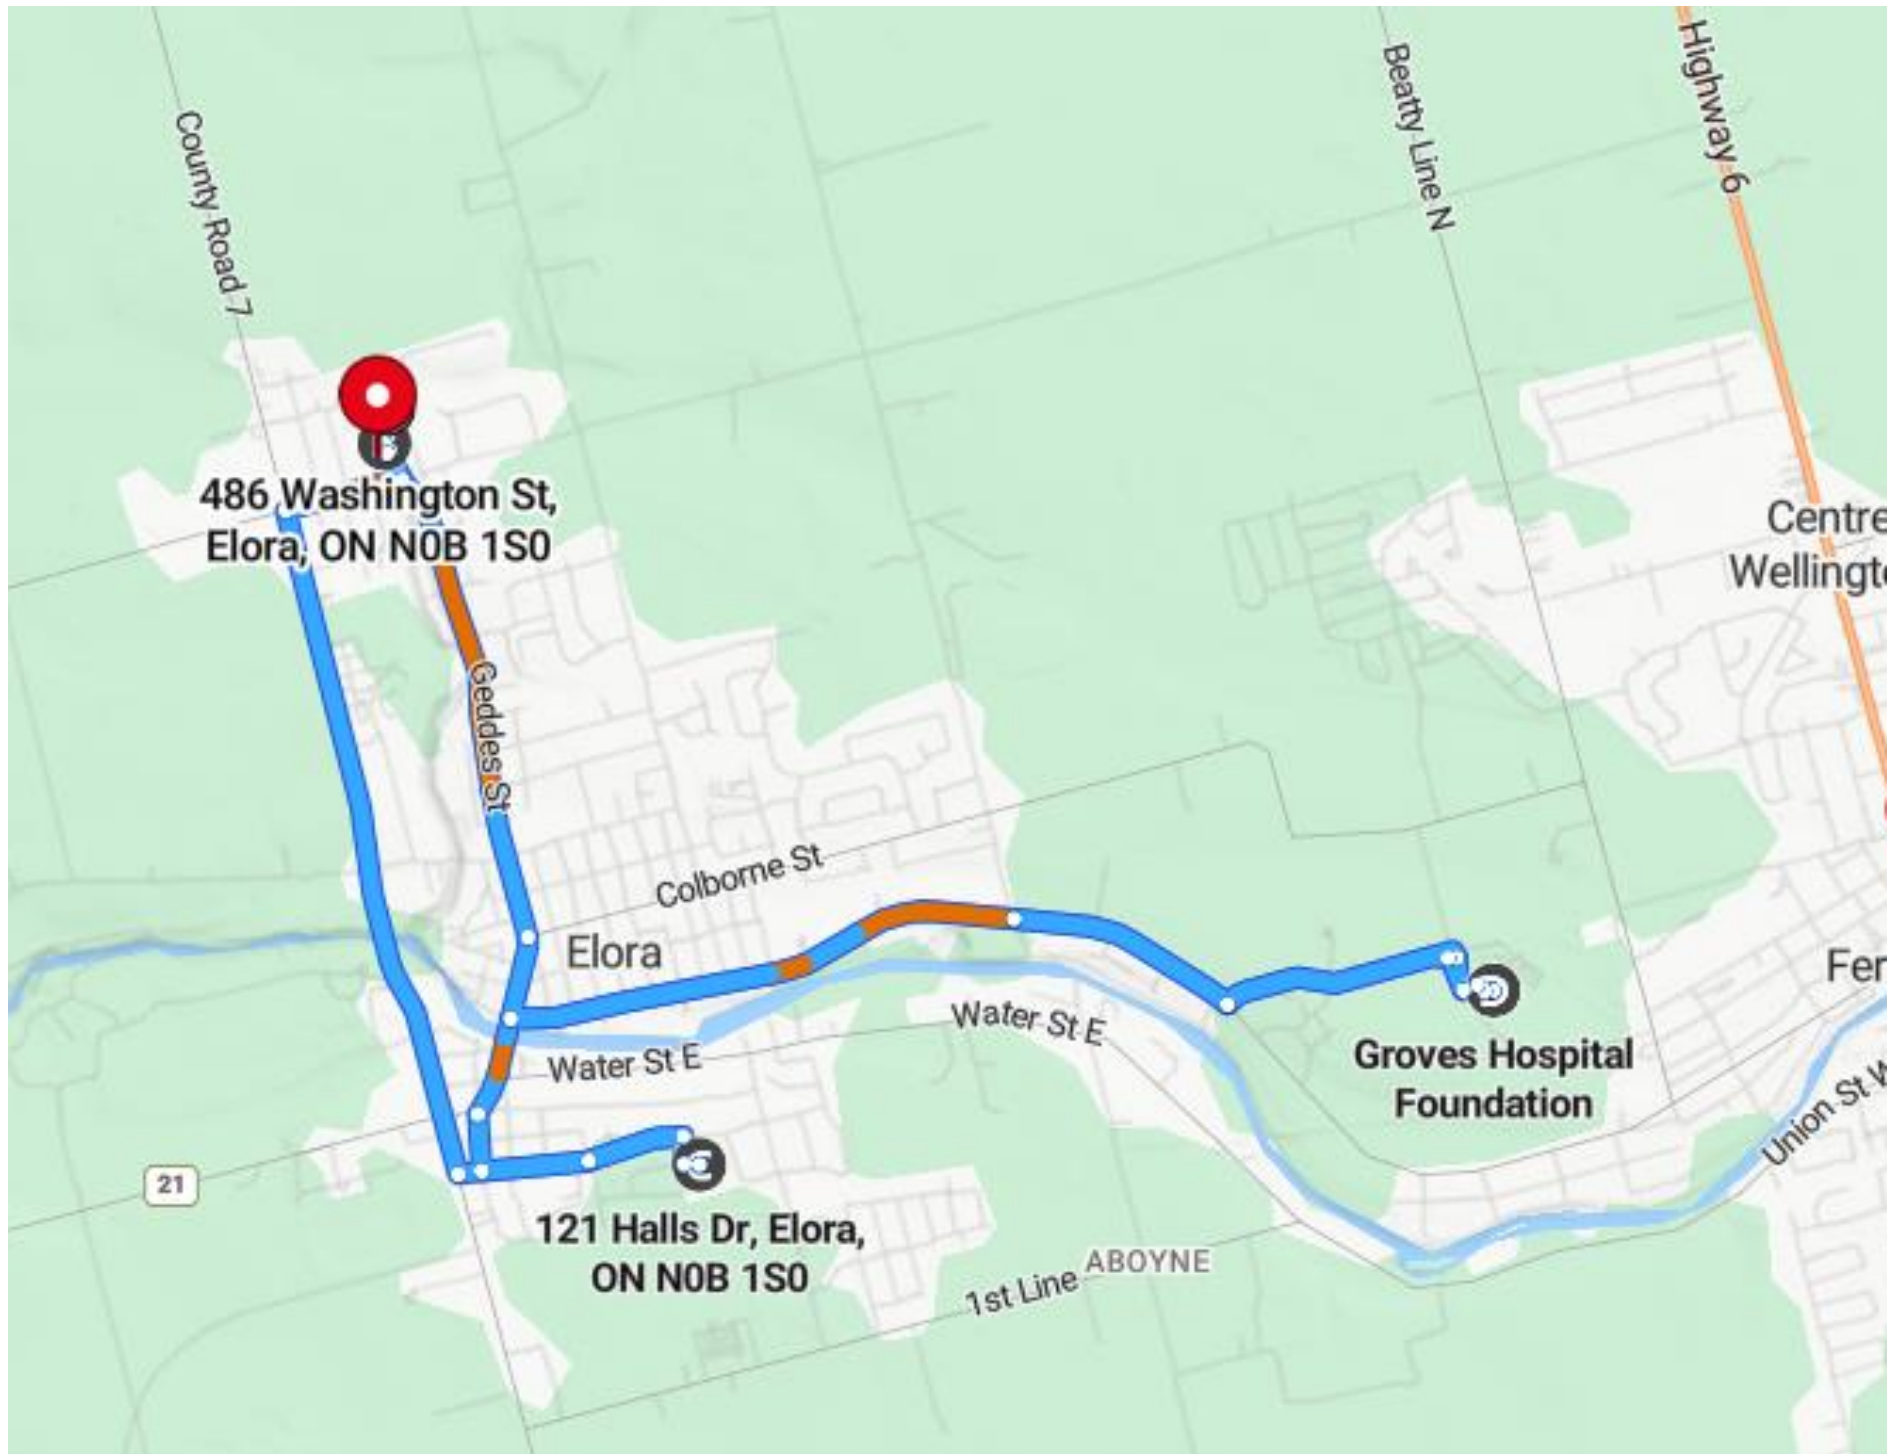 Highway 6
Beatty Line N
County Road 7
486 Washington St,
Elora, ON N0B 1S0
Centre
Wellingt
Geddes St
Colborne St
Elora
Fer
Water St E
Water St E
Groves Hospital
Foundation
Union St W
21
121 Halls Dr, Elora,
ON N0B 1S0
ABOYNE
1st Line